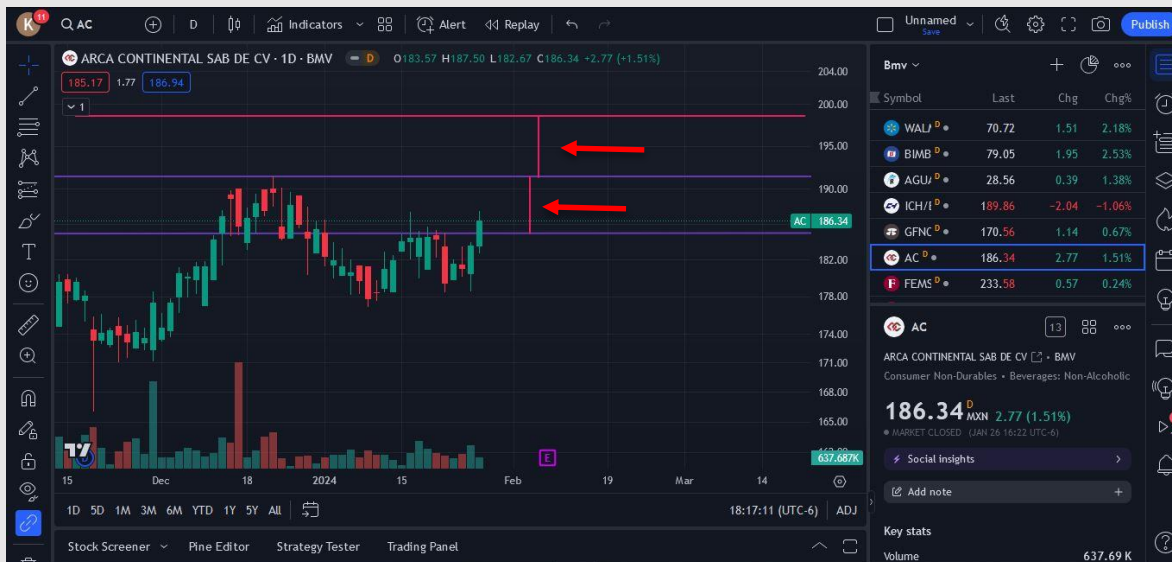 K 11 AC D Indicators Alert Replay Unnamed Save Publish
ARCA CONTINENTAL SAB DE CV · 1D · BMV D O183.57 H187.50 L182.67 C186.34 +2.77 (+1.51%)
185.17 1.77 186.94
1
204.00
200.00
195.00
190.00
AC 186.34
182.00
178.00
174.00
171.00
168.00
165.00
637.687K
E
15 Dec 18 2024 15 Feb 19 Mar 14
1D 5D 1M 3M 6M YTD 1Y 5Y All 18:17:11 (UTC-6) ADJ
Stock Screener Pine Editor Strategy Tester Trading Panel
Bmv
Symbol Last Chg Chg%
D 70.72 1.51 2.18%
BIMB D 79.05 1.95 2.53%
D 28.56 0.39 1.38%
D 189.86 −2.04 −1.06%
GFNC D 170.56 1.14 0.67%
AC D 186.34 2.77 1.51%
FEMS D 233.58 0.57 0.24%
AC 13
ARCA CONTINENTAL SAB DE CV • BMV
Consumer Non-Durables • Beverages: Non-Alcoholic
186.34 D MXN 2.77 (1.51%)
MARKET CLOSED (JAN 26 16:22 UTC-6)
Social insights
Add note
Key stats
Volume 637.69 K